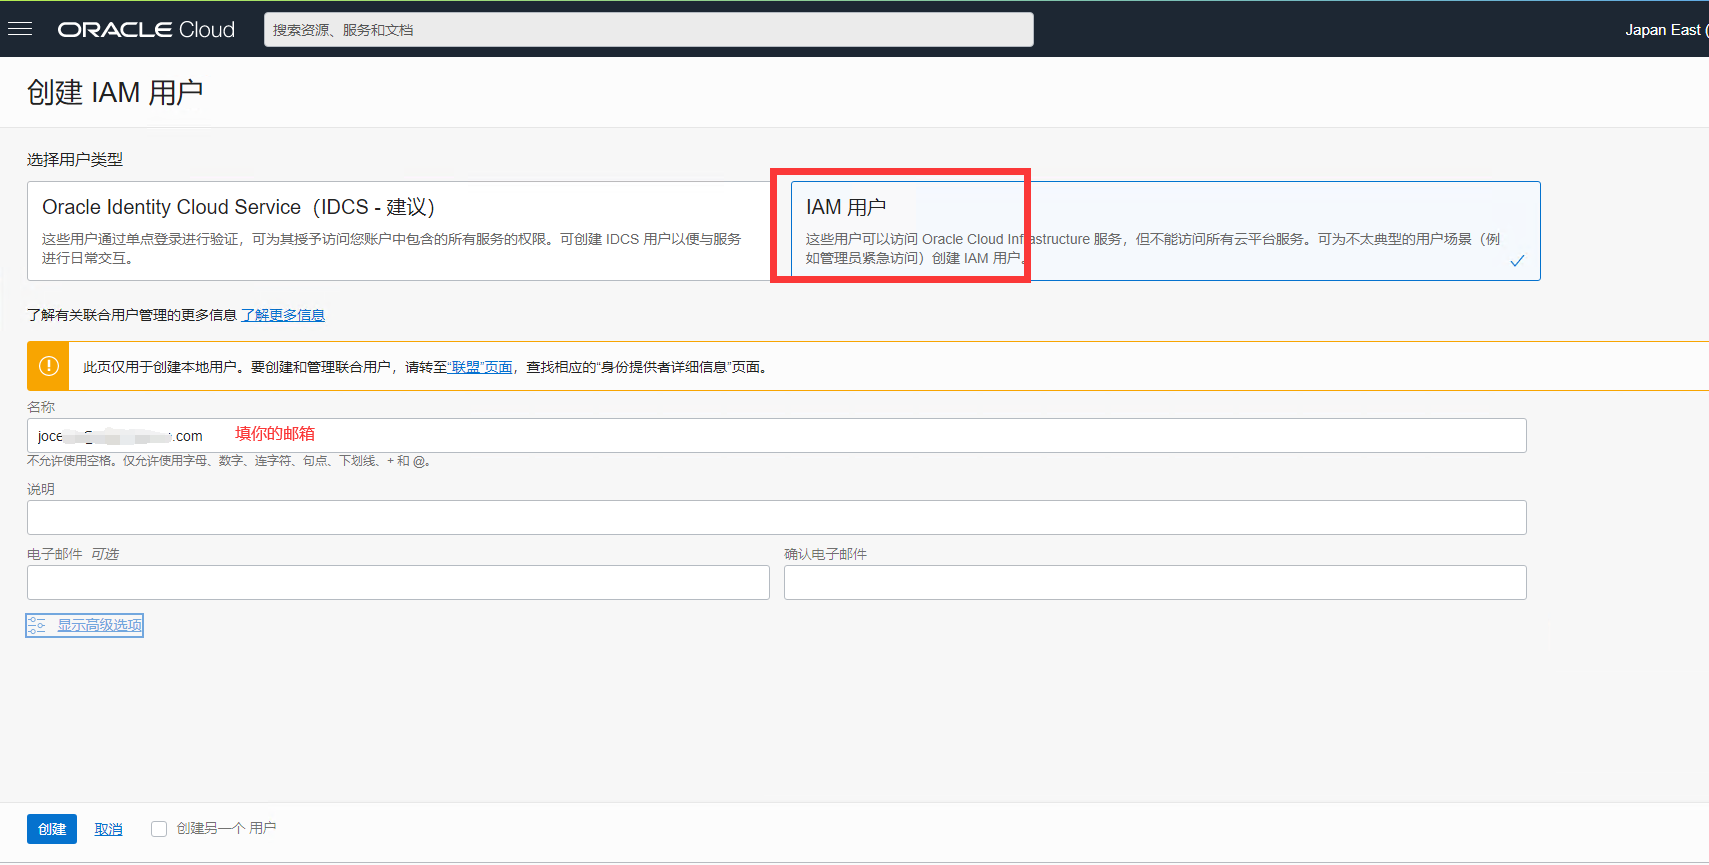 ORACLE Cloud
搜索资源、服务和文档
Japan East (
创建 IAM 用户
选择用户类型
Oracle Identity Cloud Service（IDCS - 建议）
这些用户通过单点登录进行验证，可为其授予访问您账户中包含的所有服务的权限。可创建 IDCS 用户以便与服务
进行日常交互。
IAM 用户
这些用户可以访问 Oracle Cloud Infrastructure 服务，但不能访问所有云平台服务。可为不太典型的用户场景（例
如管理员紧急访问）创建 IAM 用户。
了解有关联合用户管理的更多信息 了解更多信息
此页仅用于创建本地用户。要创建和管理联合用户，请转至“联盟”页面，查找相应的“身份提供者详细信息”页面。
名称
joce .com 填你的邮箱
不允许使用空格。仅允许使用字母、数字、连字符、句点、下划线、+ 和 @。
说明
电子邮件 可选
确认电子邮件
显示高级选项
创建 取消 创建另一个 用户